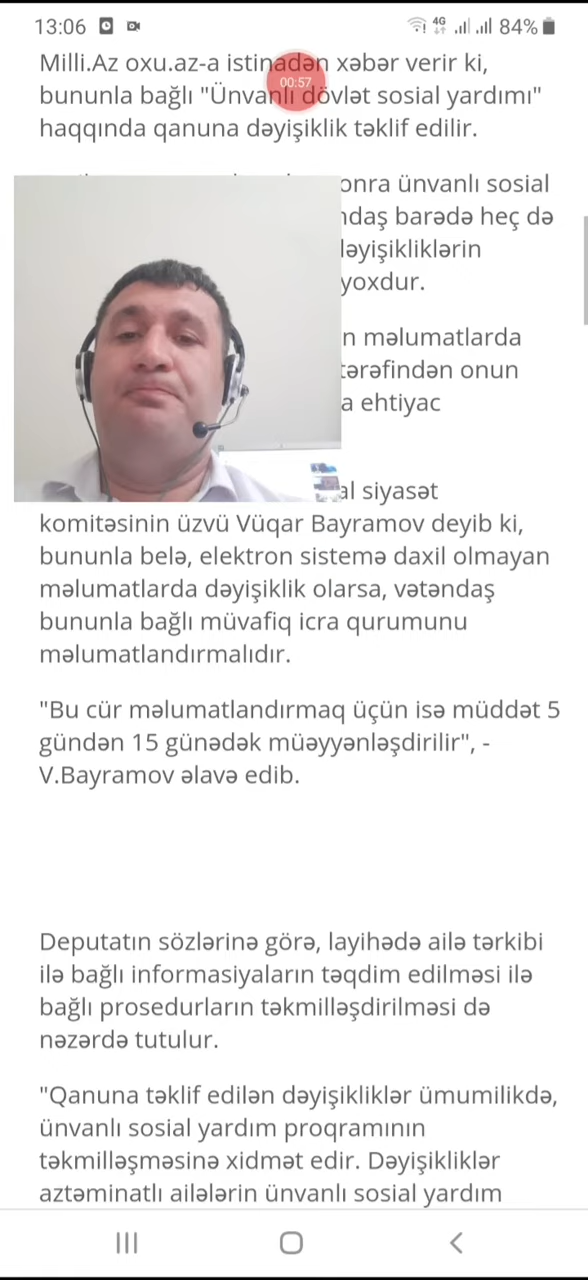 13:06
4G
84%
Milli.Az oxu.az-a istinadən xəbər verir ki,
00:57
bununla bağlı "Ünvanlı dövlət sosial yardımı"
haqqında qanuna dəyişiklik təklif edilir.
onra ünvanlı sosial
ndaş barədə heç də
ləyişikliklərin
yoxdur.
n məlumatlarda
tərəfindən onun
a ehtiyac
al siyasət
komitəsinin üzvü Vüqar Bayramov deyib ki,
bununla belə, elektron sistemə daxil olmayan
məlumatlarda dəyişiklik olarsa, vətəndaş
bununla bağlı müvafiq icra qurumunu
məlumatlandırmalıdır.
"Bu cür məlumatlandırmaq üçün isə müddət 5
gündən 15 günədək müəyyənləşdirilir", -
V.Bayramov əlavə edib.
Deputatın sözlərinə görə, layihədə ailə tərkibi
ilə bağlı informasiyaların təqdim edilməsi ilə
bağlı prosedurların təkmilləşdirilməsi də
nəzərdə tutulur.
"Qanuna təklif edilən dəyişikliklər ümumilikdə,
ünvanlı sosial yardım proqramının
təkmilləşməsinə xidmət edir. Dəyişikliklər
aztəminatlı ailələrin ünvanlı sosial yardım